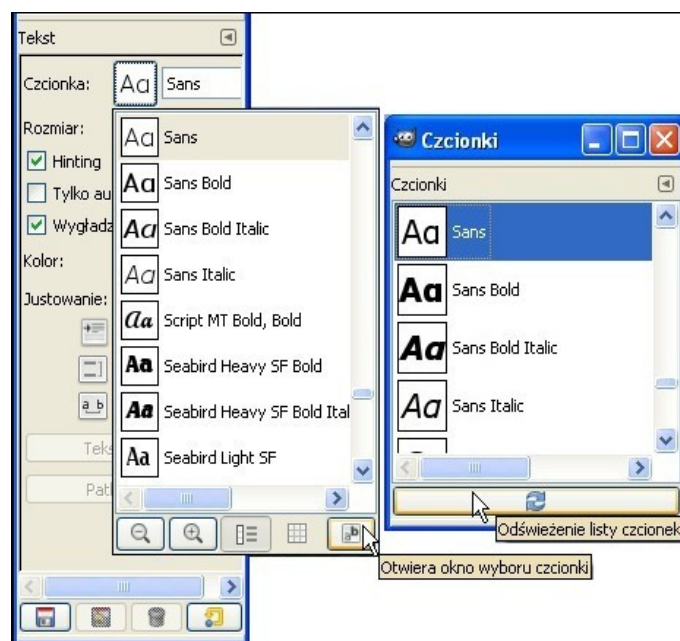 Tekst
Czcionka:
Aa
Sans
Rozmiar:
Hinting
Tylko au
Wygładz
Kolor:
Justowanie:
a b
Teks
Aa Sans
Aa Sans Bold
Aa Sans Bold Italic
Aa Sans Italic
Aa Script MT Bold, Bold
Aa Seabird Heavy SF Bold
Aa Seabird Heavy SF Bold Ital
Aa Seabird Light SF
Otwiera okno wyboru czcionki
Czcionki
Czcionki
Aa Sans
Aa Sans Bold
Aa Sans Bold Italic
Aa Sans Italic
Odświeżenie listy czcionek